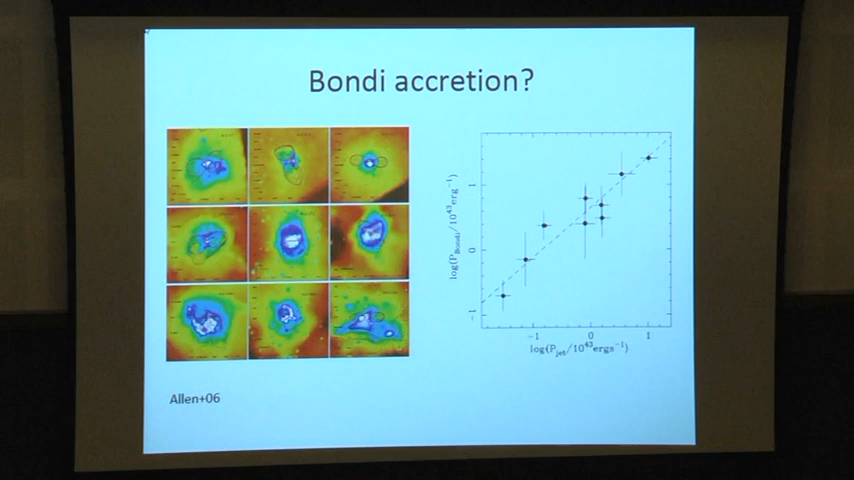 Bondi accretion?
log(P_Bondi/10^43 erg^-1)
1
0
-1
-1
0
1
log(P_jet/10^43 ergs^-1)
Allen+06